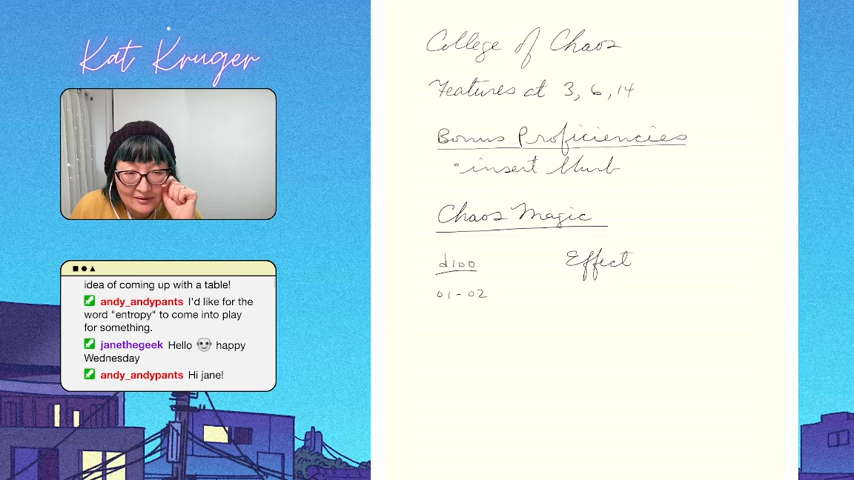 Kat Kruger
idea of coming up with a table!
andy_andypants I'd like for the
word "entropy" to come into play
for something.
janethegeek Hello happy
Wednesday
andy_andypants Hi jane!
College of Chaos
Features at 3, 6, 14
Bonus Proficiencies
•insert blurb
Chaos Magic
d100 Effect
01-02